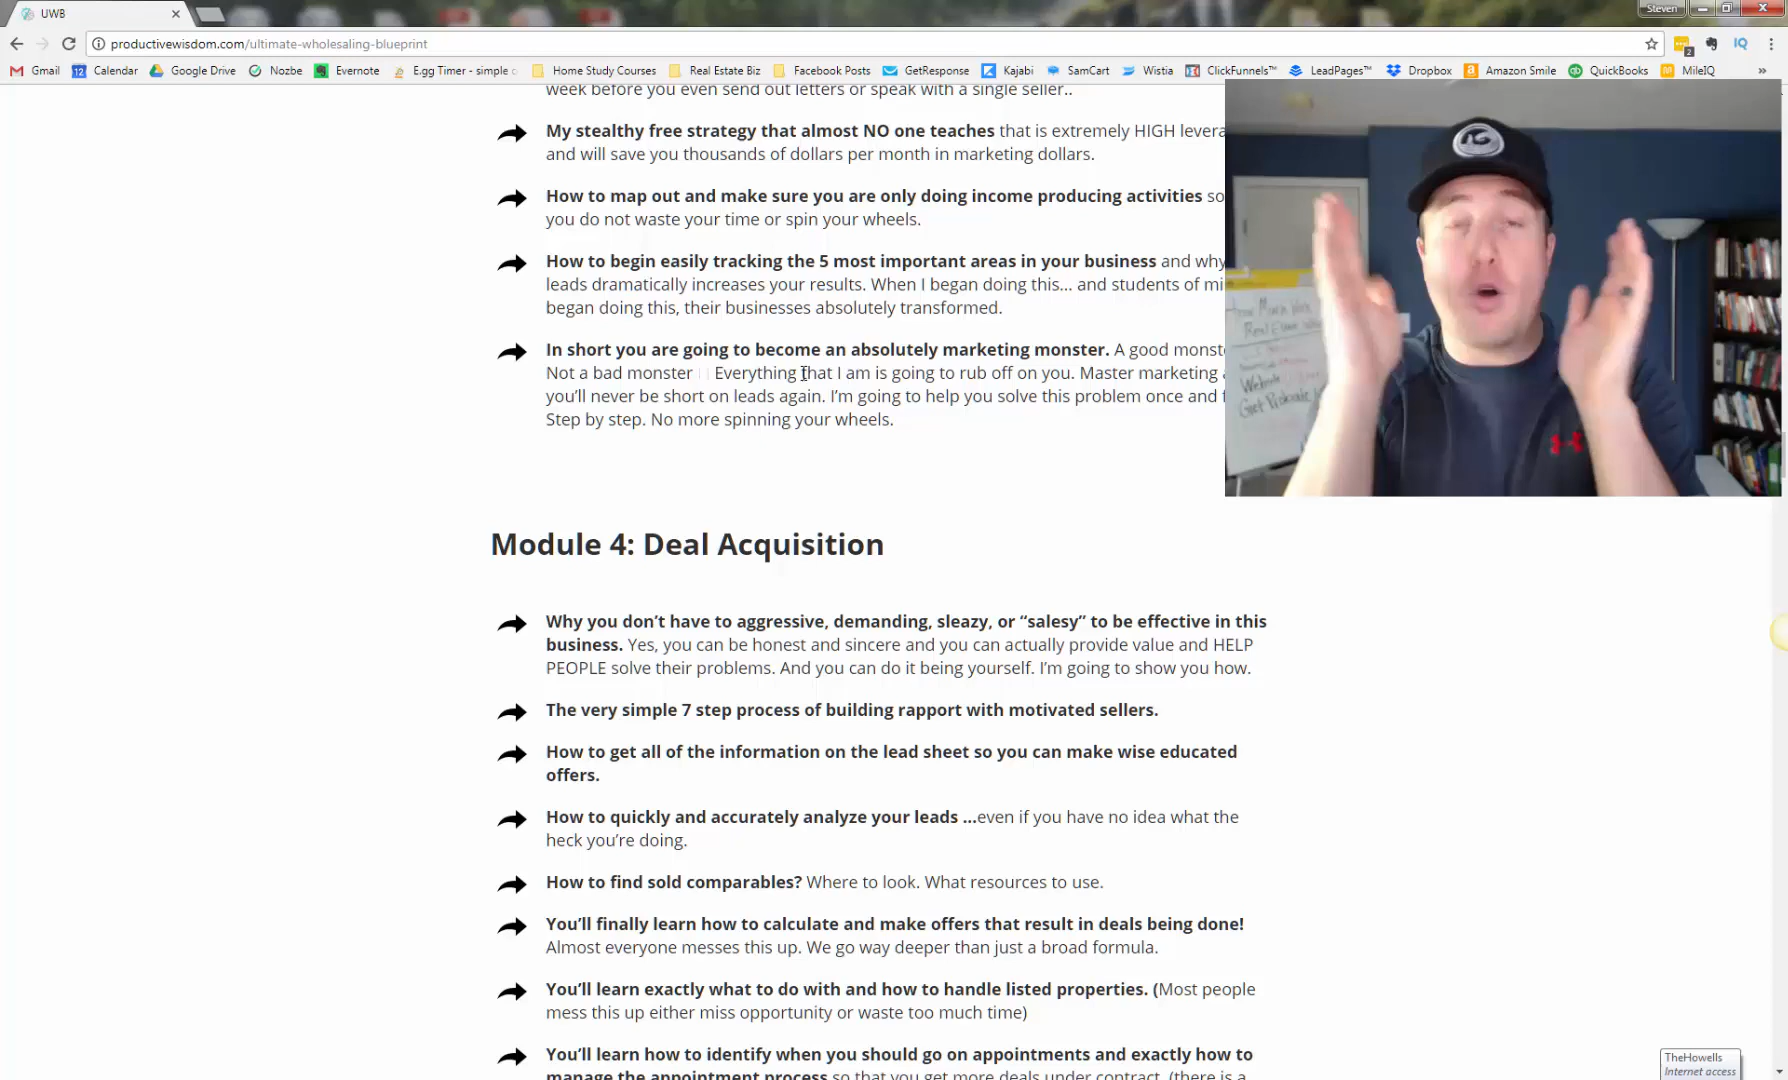 UWB
Steven
productivewisdom.com/ultimate-wholesaling-blueprint
Gmail
Calendar
Google Drive
Nozbe
Evernote
E.gg Timer - simple
Home Study Courses
Real Estate Biz
Facebook Posts
GetResponse
Kajabi
SamCart
Wistia
ClickFunnels™
LeadPages™
Dropbox
Amazon Smile
QuickBooks
MileIQ
week before you even send out letters or speak with a single seller..
My stealthy free strategy that almost NO one teaches that is extremely HIGH levera
and will save you thousands of dollars per month in marketing dollars.
How to map out and make sure you are only doing income producing activities so
you do not waste your time or spin your wheels.
How to begin easily tracking the 5 most important areas in your business and why
leads dramatically increases your results. When I began doing this... and students of mi
began doing this, their businesses absolutely transformed.
In short you are going to become an absolutely marketing monster. A good monst
Not a bad monster Everything that I am is going to rub off on you. Master marketing
you’ll never be short on leads again. I’m going to help you solve this problem once and f
Step by step. No more spinning your wheels.
Module 4: Deal Acquisition
Why you don’t have to aggressive, demanding, sleazy, or “salesy” to be effective in this
business. Yes, you can be honest and sincere and you can actually provide value and HELP
PEOPLE solve their problems. And you can do it being yourself. I’m going to show you how.
The very simple 7 step process of building rapport with motivated sellers.
How to get all of the information on the lead sheet so you can make wise educated
offers.
How to quickly and accurately analyze your leads ...even if you have no idea what the
heck you’re doing.
How to find sold comparables? Where to look. What resources to use.
You’ll finally learn how to calculate and make offers that result in deals being done!
Almost everyone messes this up. We go way deeper than just a broad formula.
You’ll learn exactly what to do with and how to handle listed properties. (Most people
mess this up either miss opportunity or waste too much time)
You’ll learn how to identify when you should go on appointments and exactly how to
manage the appointment process so that you get more deals under contract. (there is a
TheHowells
Internet access